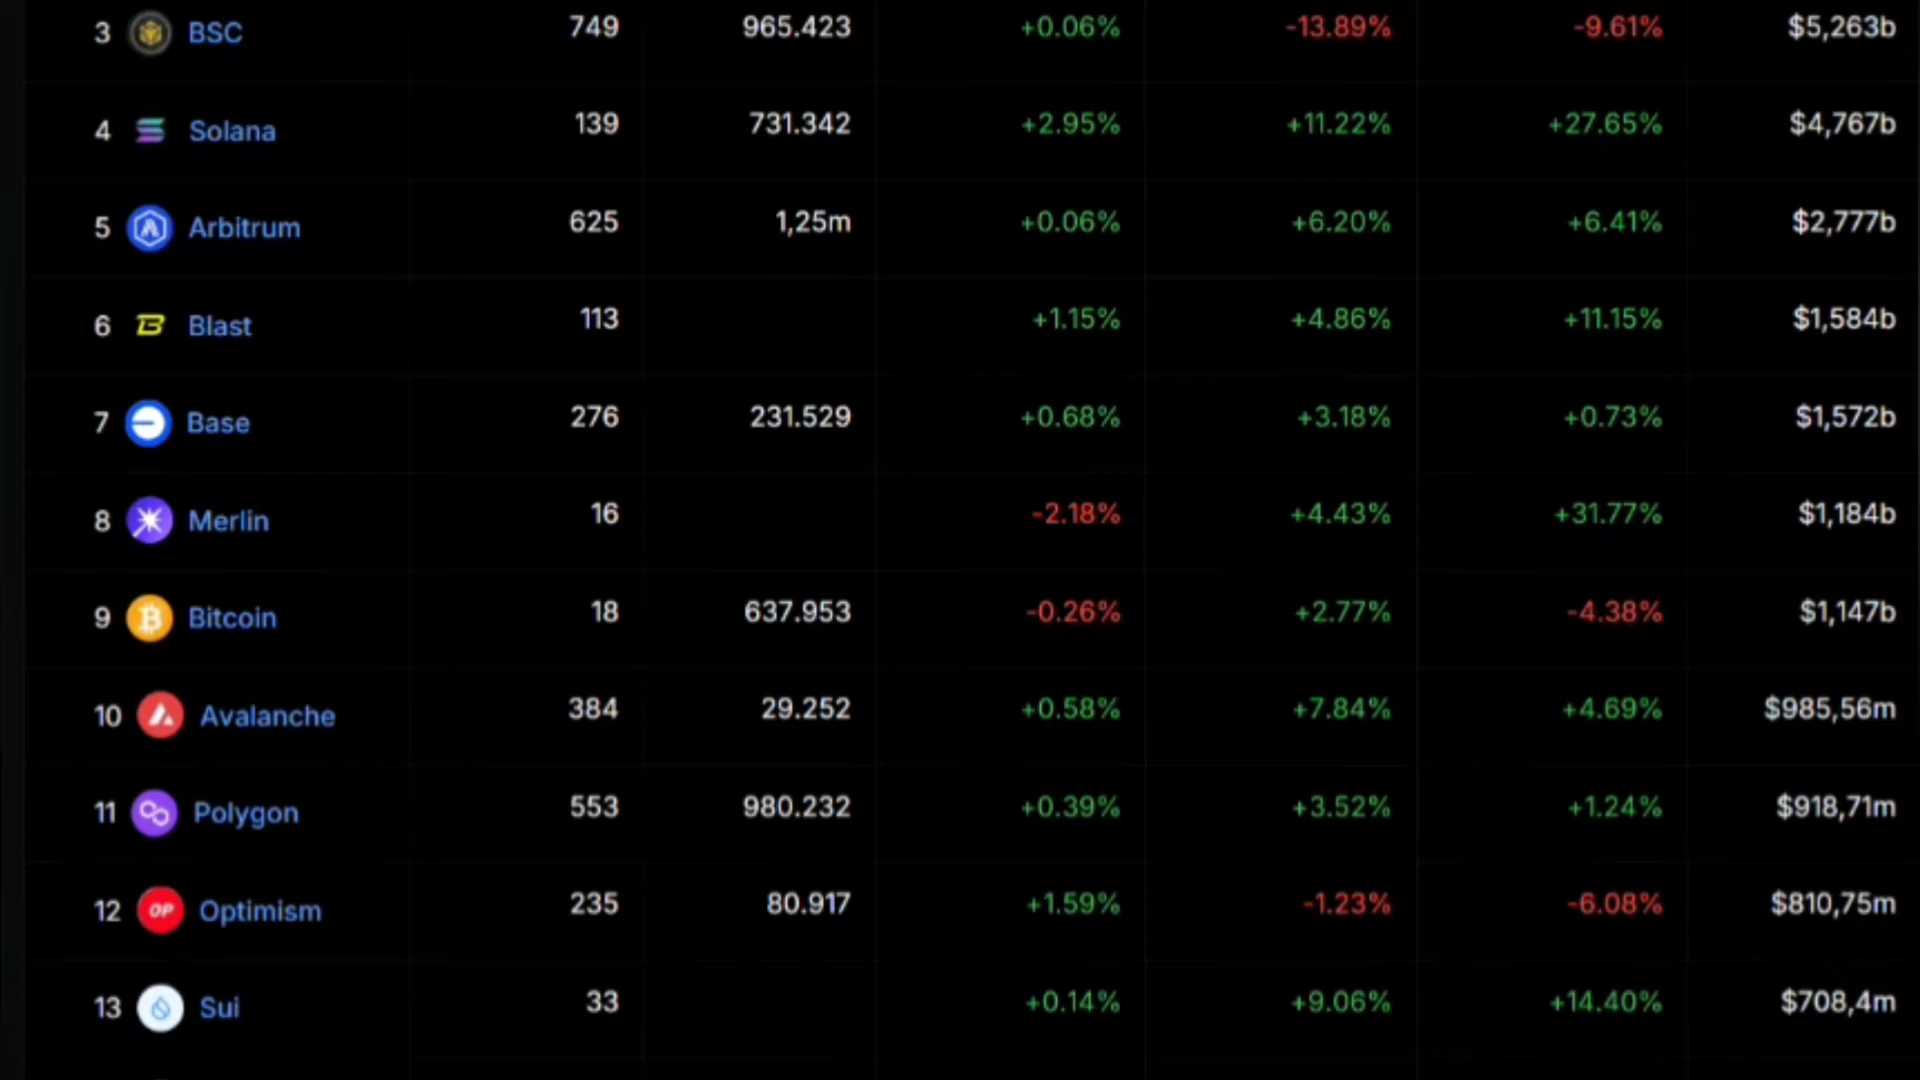 3 BSC 749 965.423 +0.06% -13.89% -9.61% $5,263b
4 Solana 139 731.342 +2.95% +11.22% +27.65% $4,767b
5 Arbitrum 625 1,25m +0.06% +6.20% +6.41% $2,777b
6 Blast 113 +1.15% +4.86% +11.15% $1,584b
7 Base 276 231.529 +0.68% +3.18% +0.73% $1,572b
8 Merlin 16 -2.18% +4.43% +31.77% $1,184b
9 Bitcoin 18 637.953 -0.26% +2.77% -4.38% $1,147b
10 Avalanche 384 29.252 +0.58% +7.84% +4.69% $985,56m
11 Polygon 553 980.232 +0.39% +3.52% +1.24% $918,71m
12 OP Optimism 235 80.917 +1.59% -1.23% -6.08% $810,75m
13 Sui 33 +0.14% +9.06% +14.40% $708,4m